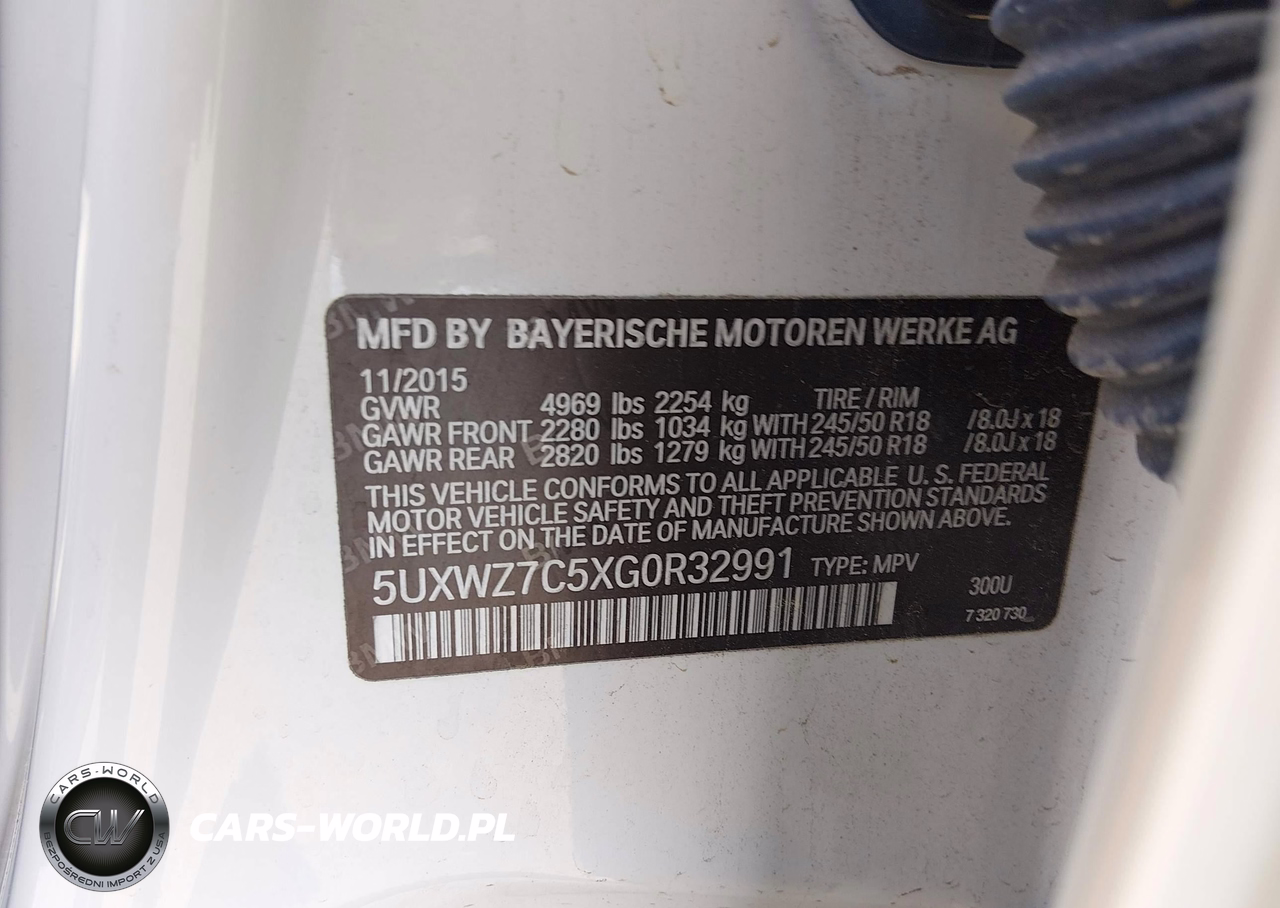 MFD BY BAYERISCHE MOTOREN WERKE AG
11/2015 TIRE / RIM
GVWR 4969 lbs 2254 kg
GAWR FRONT 2280 lbs 1034 kg WITH 245/50 R18 /8.0J x 18
GAWR REAR 2820 lbs 1279 kg WITH 245/50 R18 /8.0J x 18
THIS VEHICLE CONFORMS TO ALL APPLICABLE U. S. FEDERAL
MOTOR VEHICLE SAFETY AND THEFT PREVENTION STANDARDS
IN EFFECT ON THE DATE OF MANUFACTURE SHOWN ABOVE.
5UXWZ7C5XG0R32991 TYPE: MPV
300U
7 320 730
CARS-WORLD
CW
BEZPOŚREDNI IMPORT Z USA
CARS-WORLD.PL